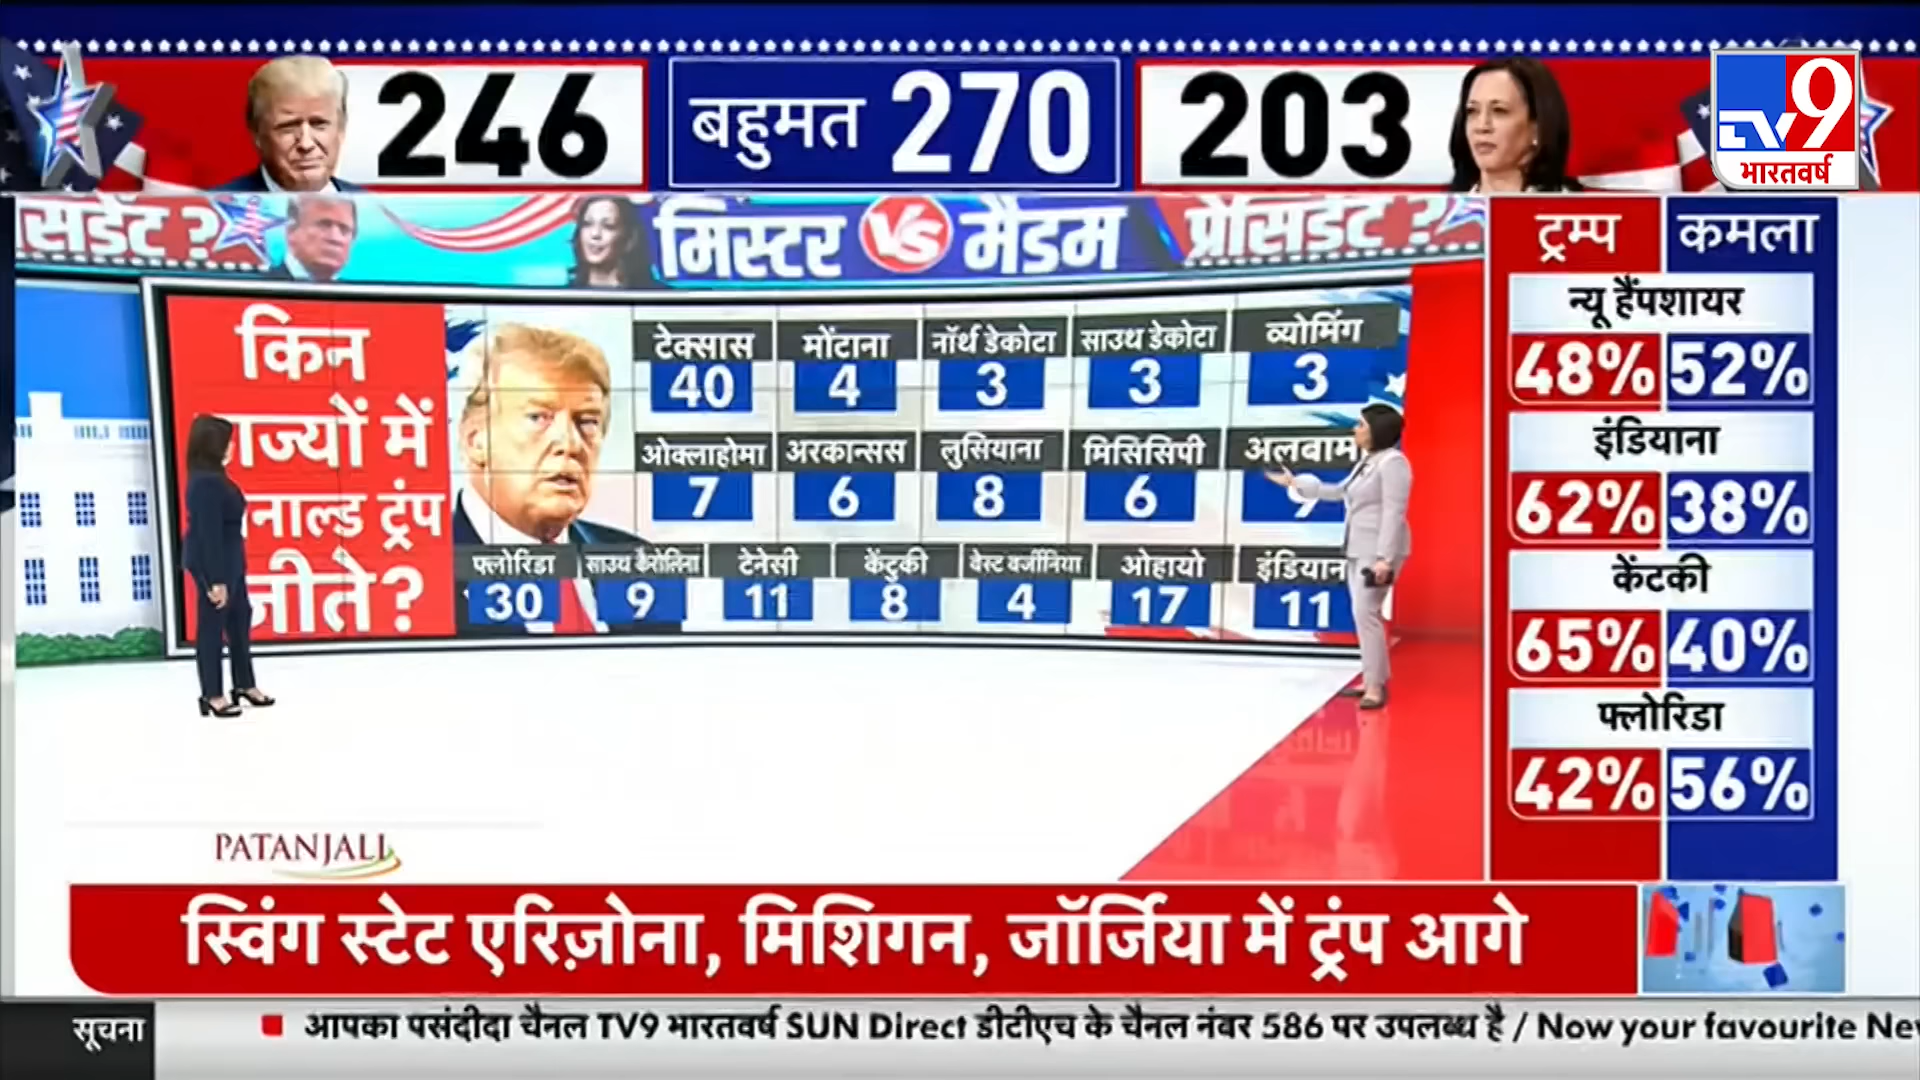 246
बहुमत 270
203
TV9
भारतवर्ष
मिस्टर VS मैडम प्रेसिडेंट ?
किन
में
ट्रंप
जीते?
टेक्सास मोंटाना नॉर्थ डेकोटा साउथ डेकोटा व्योमिंग
40 4 3 3 3
ओक्लाहोमा अरकान्सस लुसियाना मिसिसिपी
7 6 8 6 9
फ्लोरिडा साउथ कैरोलिना टेनेसी केंटुकी वेस्ट वर्जीनिया ओहायो
30 9 11 8 4 17 11
ट्रम्प कमला
न्यू हैंपशायर
48% 52%
इंडियाना
62% 38%
केंटकी
65% 40%
फ्लोरिडा
42% 56%
PATANJALI
स्विंग स्टेट एरिज़ोना, मिशिगन, जॉर्जिया में ट्रंप आगे
सूचना
आपका पसंदीदा चैनल TV9 भारतवर्ष SUN Direct डीटीएच के चैनल नंबर 586 पर उपलब्ध है / Now your favourite